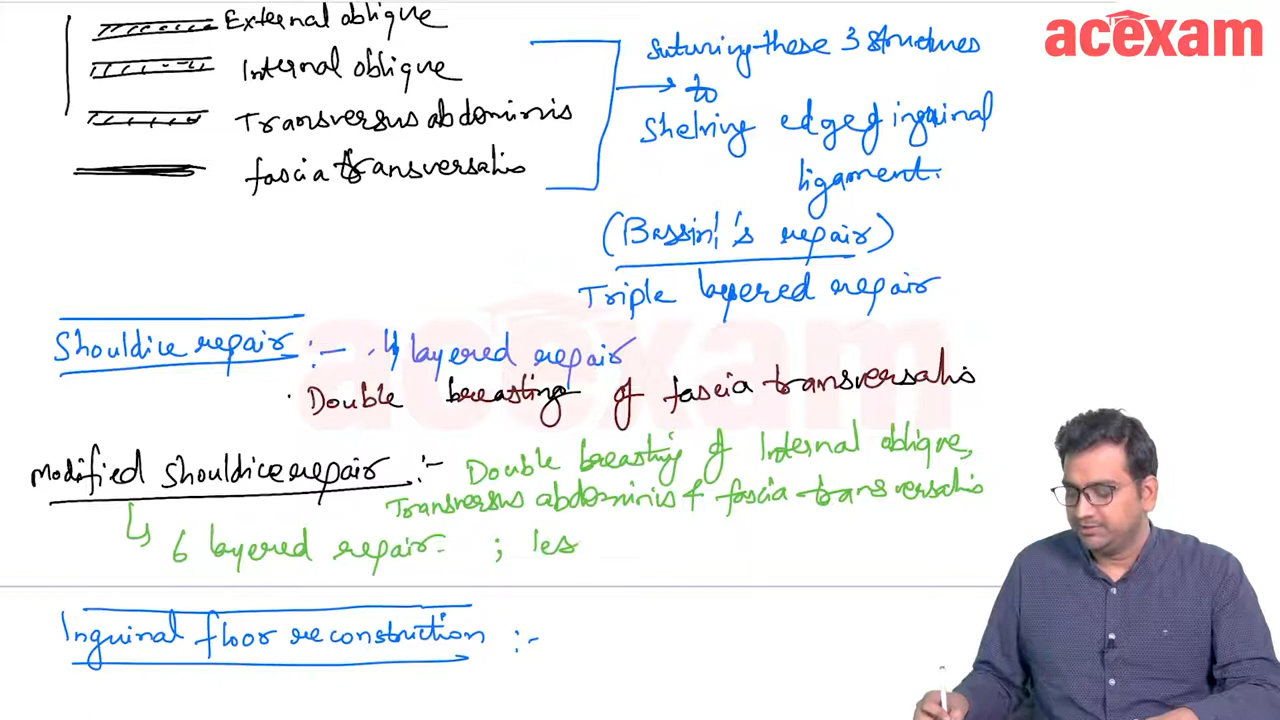 External oblique
Internal oblique
Transversus abdominis
fascia transversalis
suturing these 3 structures
to
Shelving edge of inguinal
ligament.
(Bassini's repair)
Triple layered repair
Shouldice repair :- 4 layered repair
Double breasting of fascia transversalis
Modified Shouldice repair :- Double breasting of Internal oblique,
Transversus abdominis & fascia transversalis
6 layered repair. ; les
Inguinal floor reconstruction :-
acexam
acexam